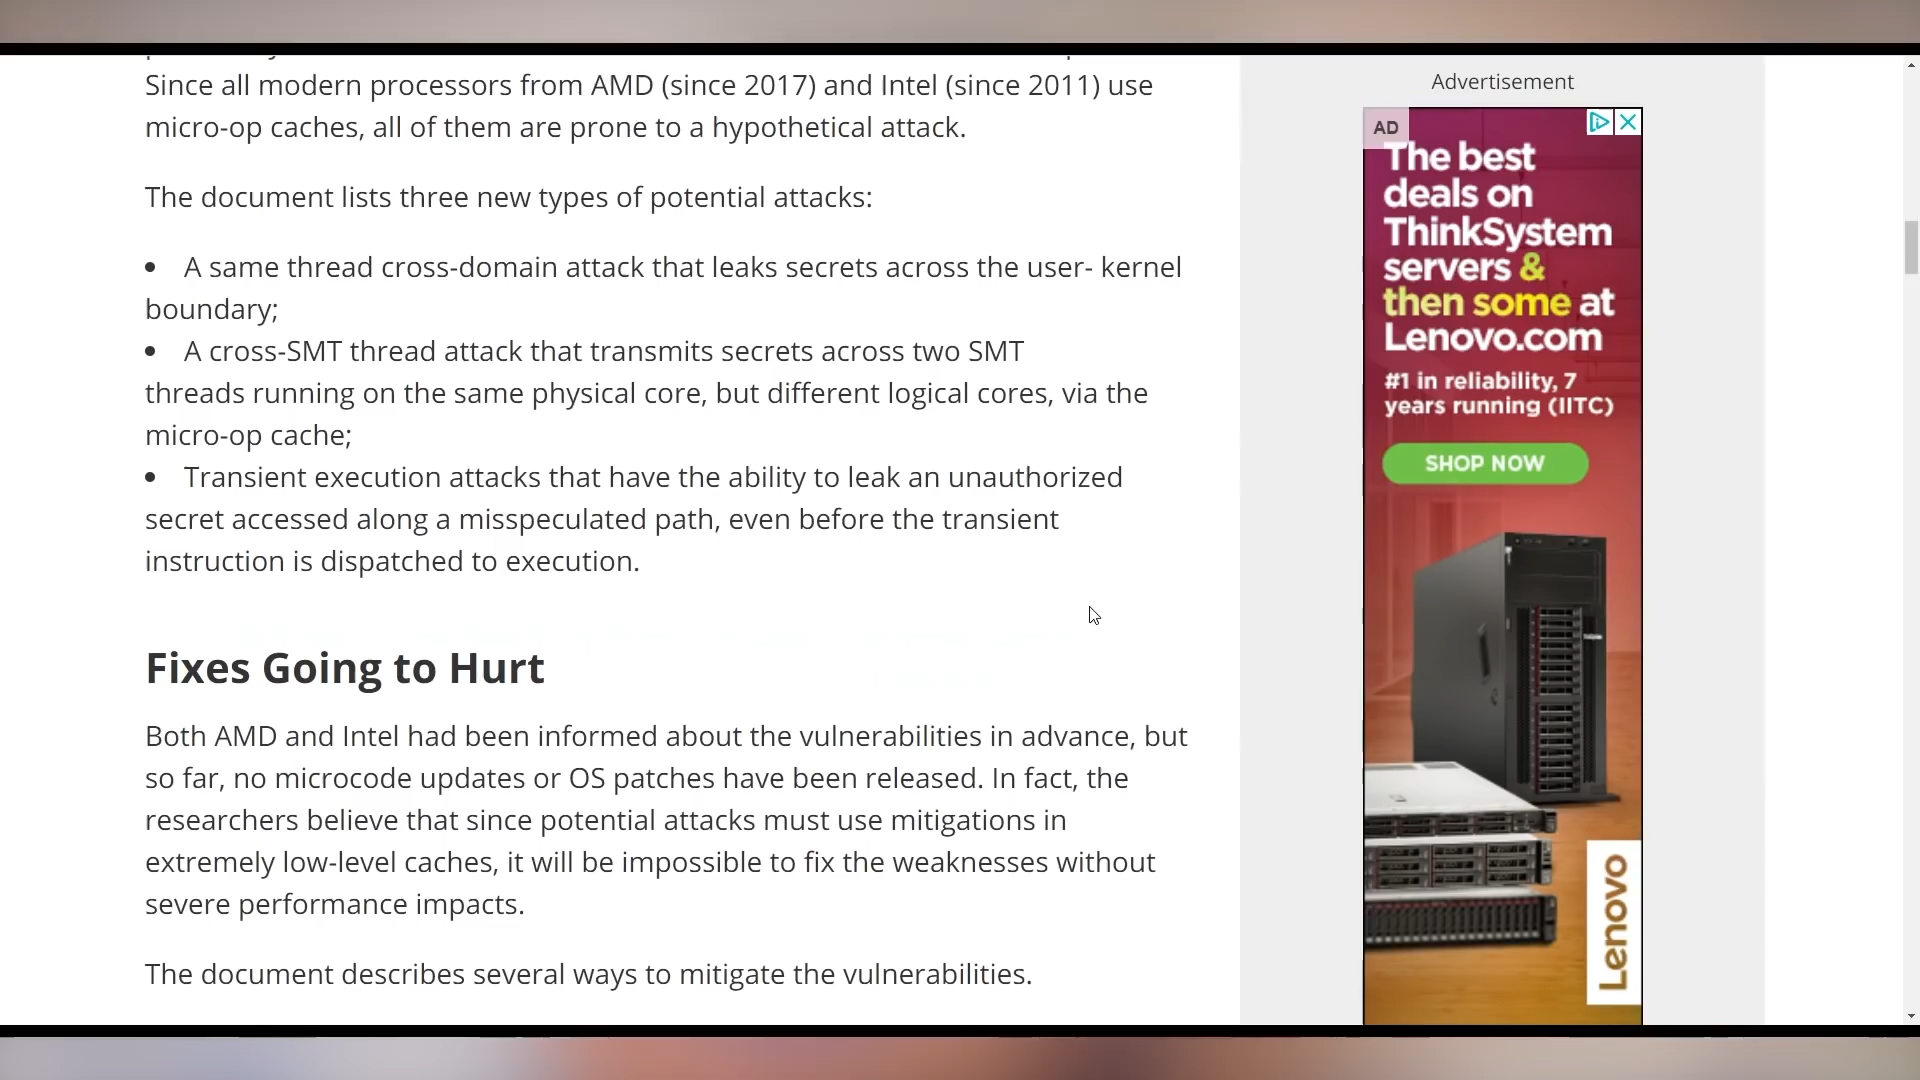 Since all modern processors from AMD (since 2017) and Intel (since 2011) use
micro-op caches, all of them are prone to a hypothetical attack.
The document lists three new types of potential attacks:
• A same thread cross-domain attack that leaks secrets across the user- kernel
boundary;
• A cross-SMT thread attack that transmits secrets across two SMT
threads running on the same physical core, but different logical cores, via the
micro-op cache;
• Transient execution attacks that have the ability to leak an unauthorized
secret accessed along a misspeculated path, even before the transient
instruction is dispatched to execution.
Fixes Going to Hurt
Both AMD and Intel had been informed about the vulnerabilities in advance, but
so far, no microcode updates or OS patches have been released. In fact, the
researchers believe that since potential attacks must use mitigations in
extremely low-level caches, it will be impossible to fix the weaknesses without
severe performance impacts.
The document describes several ways to mitigate the vulnerabilities.
Advertisement
AD
The best
deals on
ThinkSystem
servers &
then some at
Lenovo.com
#1 in reliability, 7
years running (IITC)
SHOP NOW
Lenovo